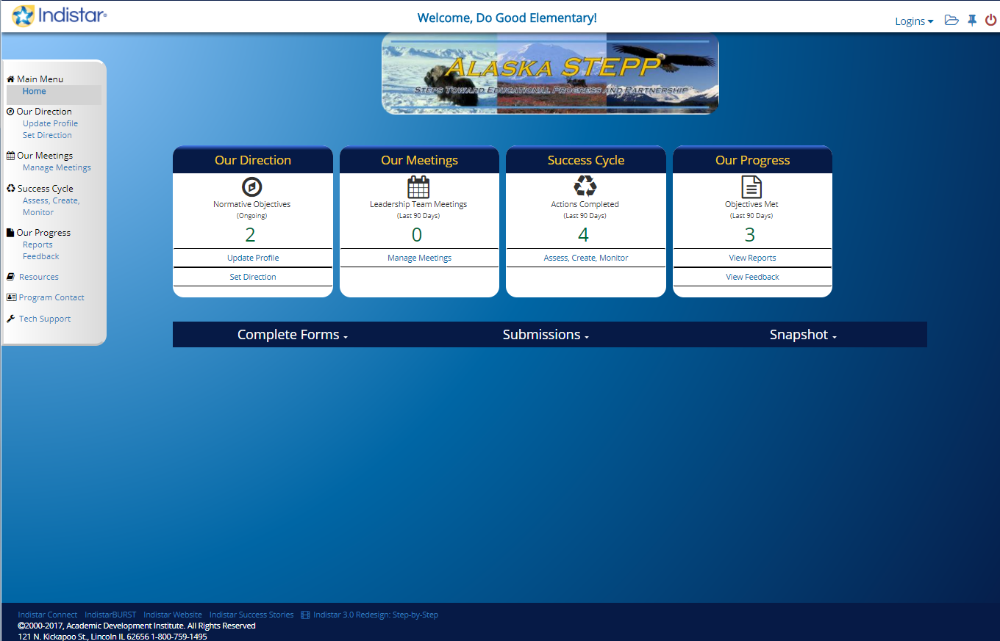 Indistar®
Welcome, Do Good Elementary!
Logins
ALASKA STEPP
STEPS TOWARD EDUCATIONAL PROGRESS AND PARTNERSHIP
Main Menu
Home
Our Direction
Update Profile
Set Direction
Our Meetings
Manage Meetings
Success Cycle
Assess, Create,
Monitor
Our Progress
Reports
Feedback
Resources
Program Contact
Tech Support
Our Direction
Normative Objectives
(Ongoing)
2
Update Profile
Set Direction
Our Meetings
Leadership Team Meetings
(Last 90 Days)
0
Manage Meetings
Success Cycle
Actions Completed
(Last 90 Days)
4
Assess, Create, Monitor
Our Progress
Objectives Met
(Last 90 Days)
3
View Reports
View Feedback
Complete Forms Submissions Snapshot
Indistar Connect IndistarBURST Indistar Website Indistar Success Stories Indistar 3.0 Redesign: Step-by-Step
©2000-2017, Academic Development Institute. All Rights Reserved
121 N. Kickapoo St., Lincoln IL 62656 1-800-759-1495